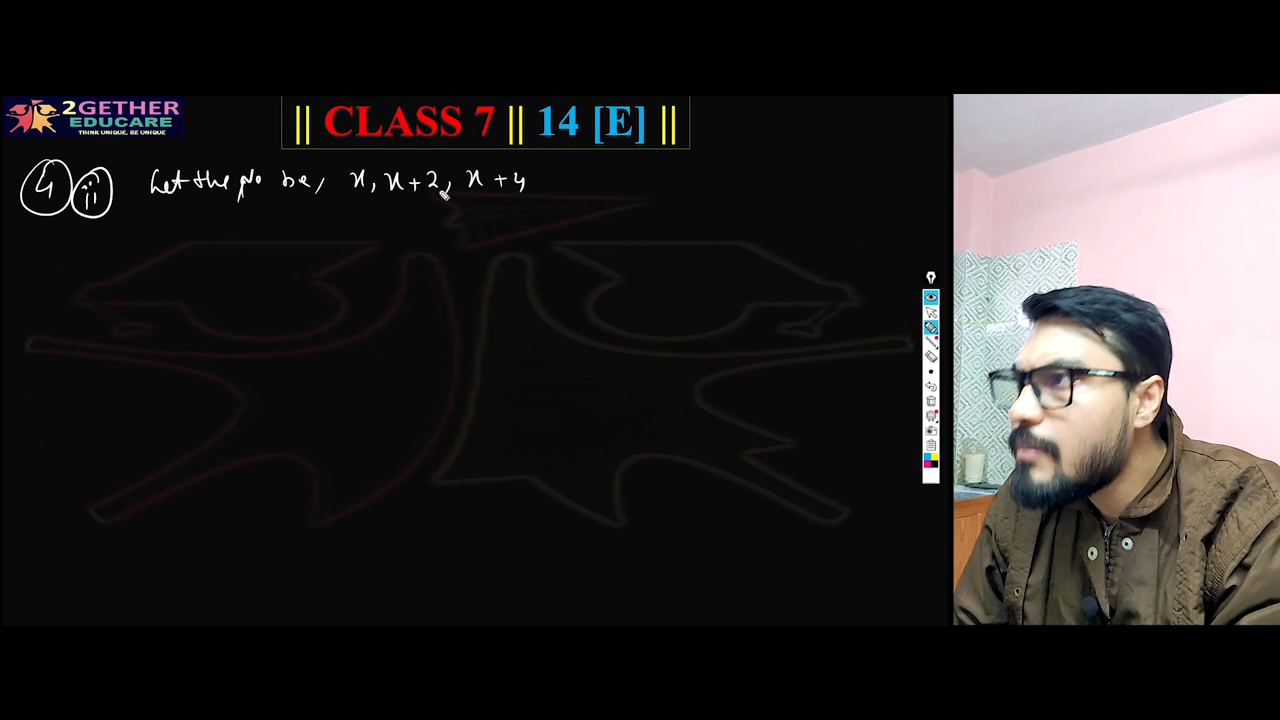 2GETHER
EDUCARE
THINK UNIQUE, BE UNIQUE
|| CLASS 7 || 14 [E] ||
4 ii Let the no be, x, x+2, x+4